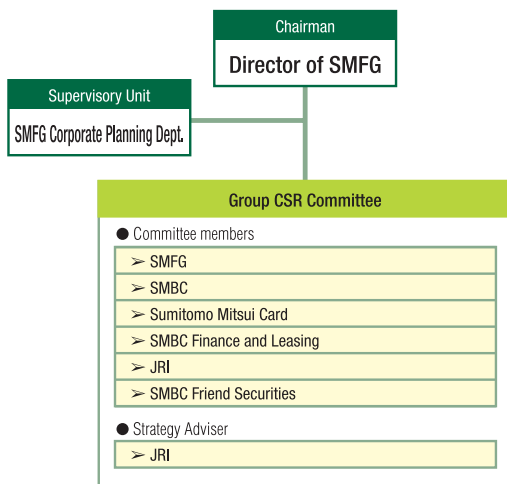 Chairman
Director of SMFG
Supervisory Unit
SMFG Corporate Planning Dept.
Group CSR Committee
● Committee members
➢ SMFG
➢ SMBC
➢ Sumitomo Mitsui Card
➢ SMBC Finance and Leasing
➢ JRI
➢ SMBC Friend Securities
● Strategy Adviser
➢ JRI